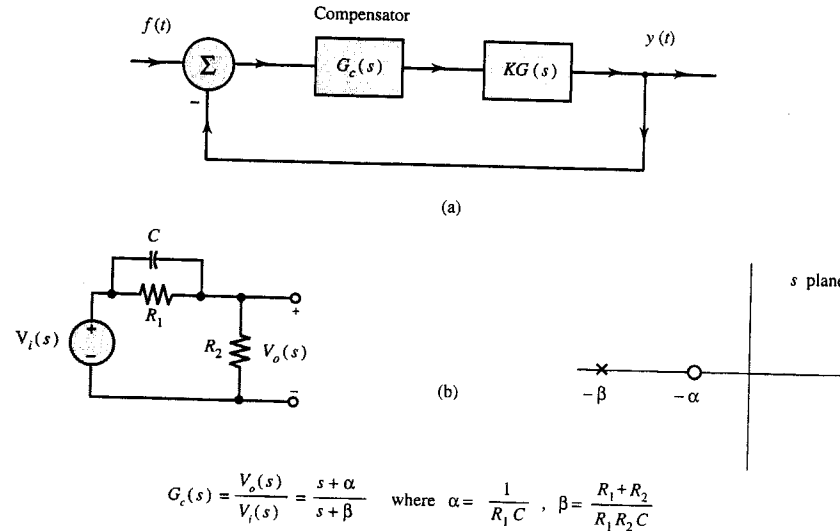 Compensator
f(t)
y(t)
Σ
G_c(s)
KG(s)
−
(a)
C
s plane
R_1
+
V_i(s)
+
−
R_2
V_o(s)
−
(b)
−β
−α
G_c(s) = V_o(s)/V_i(s) = (s + α)/(s + β) where α = 1/(R_1 C) , β = (R_1 + R_2)/(R_1 R_2 C)